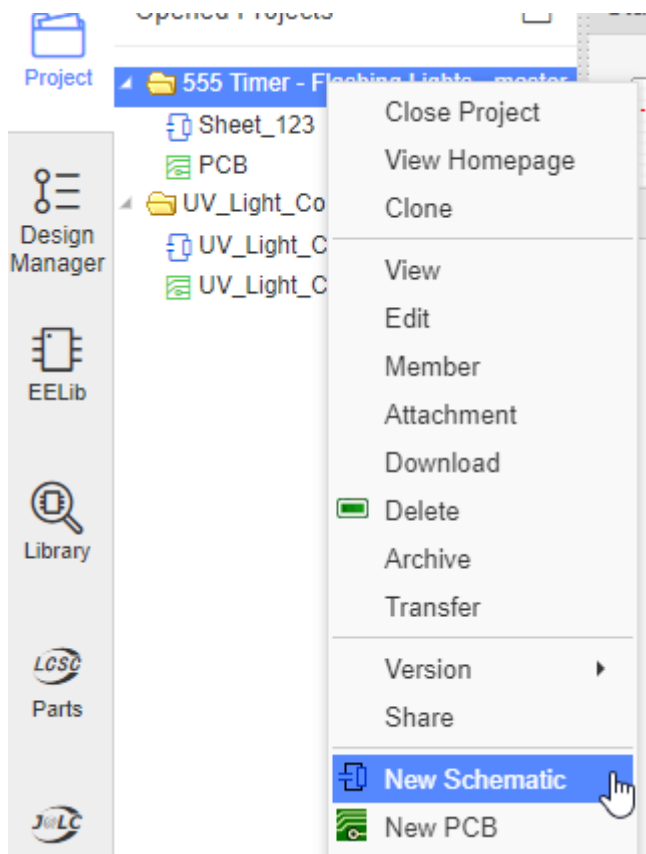 Opened Projects
Project
555 Timer - Flashing Lights - master
Sheet_123
PCB
UV_Light_Co
UV_Light_C
UV_Light_C
Design
Manager
EELib
Library
LCSC
Parts
J@LC
Close Project
View Homepage
Clone
View
Edit
Member
Attachment
Download
Delete
Archive
Transfer
Version
Share
New Schematic
New PCB